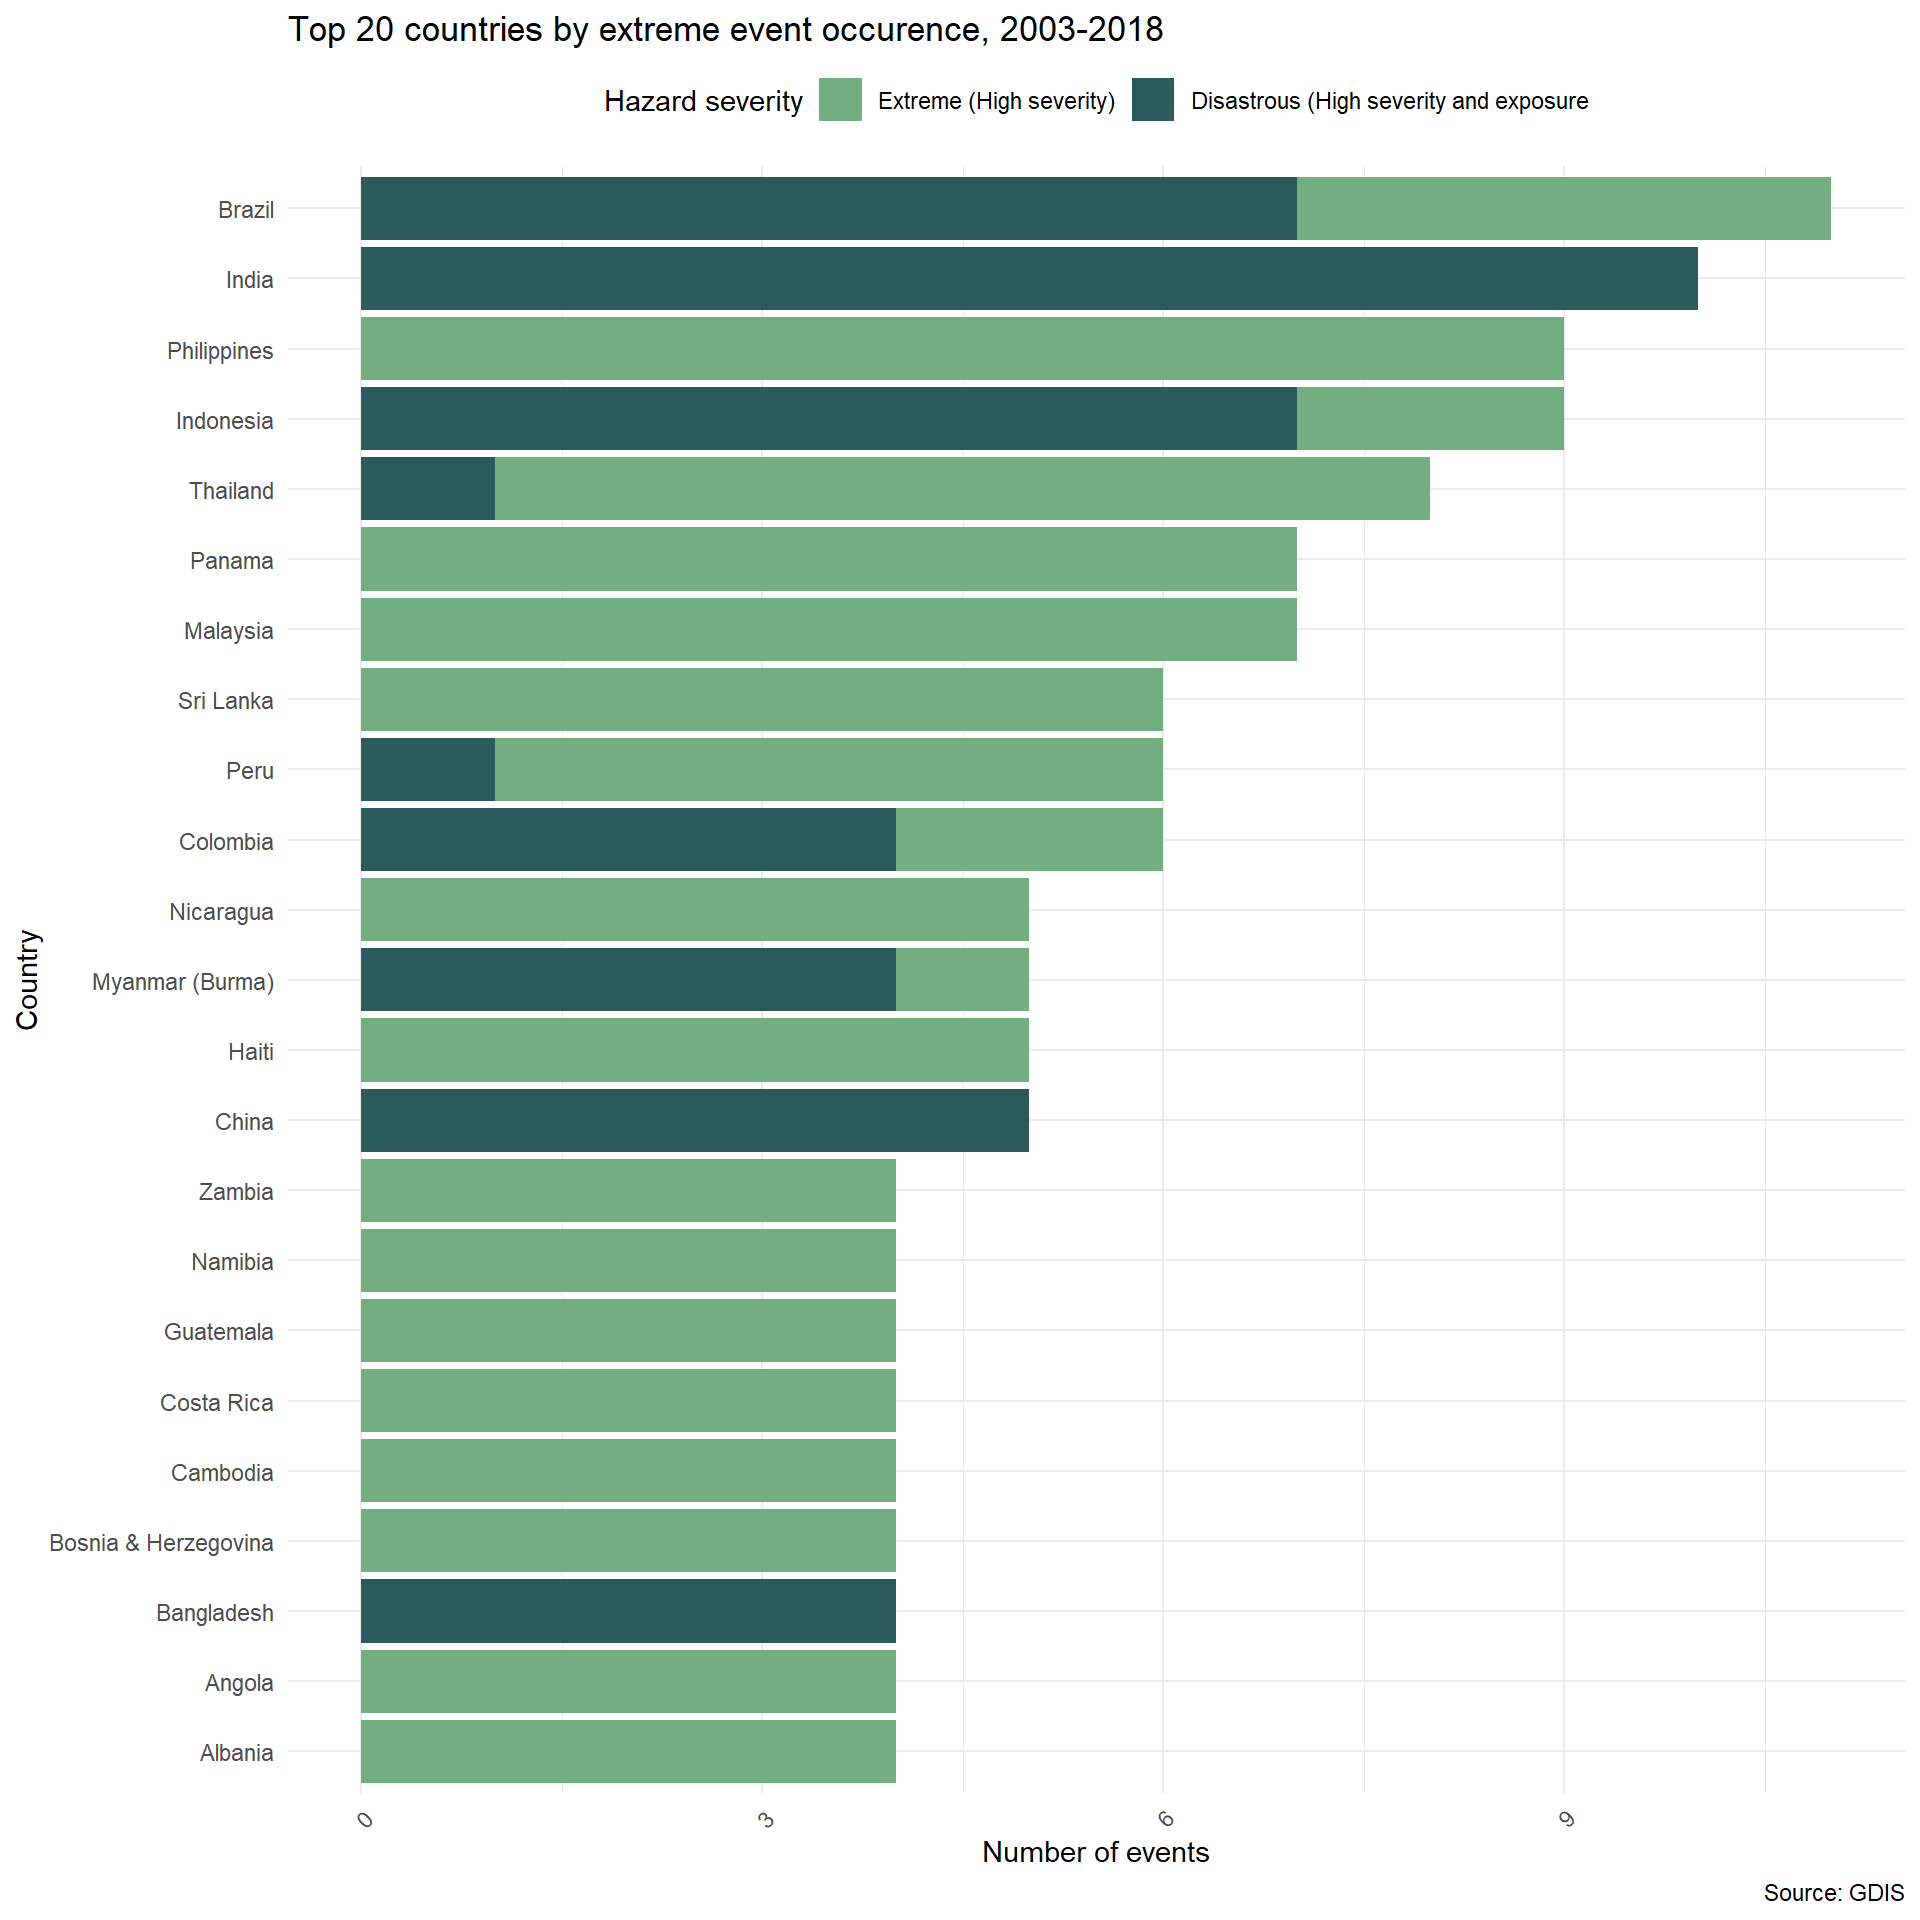 Top 20 countries by extreme event occurence, 2003-2018
Hazard severity Extreme (High severity) Disastrous (High severity and exposure
Brazil
India
Philippines
Indonesia
Thailand
Panama
Malaysia
Sri Lanka
Peru
Colombia
Nicaragua
Myanmar (Burma)
Haiti
China
Zambia
Namibia
Guatemala
Costa Rica
Cambodia
Bosnia & Herzegovina
Bangladesh
Angola
Albania
Country
0 3 6 9
Number of events
Source: GDIS